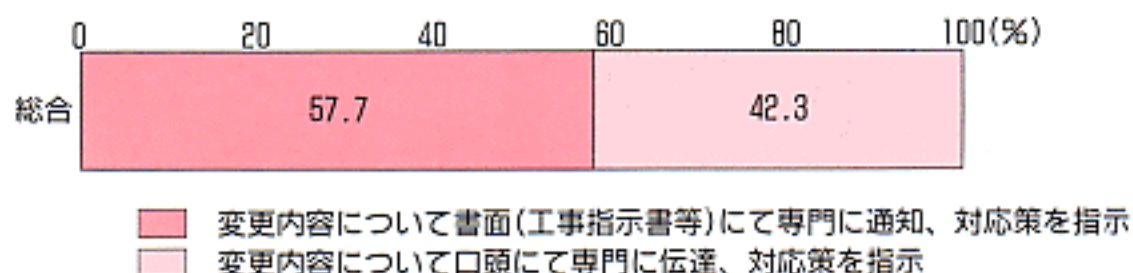 0 20 40 60 80 100(%)
総合 57.7 42.3
変更内容について書面(工事指示書等)にて専門に通知、対応策を指示
変更内容について口頭にて専門に伝達、対応策を指示